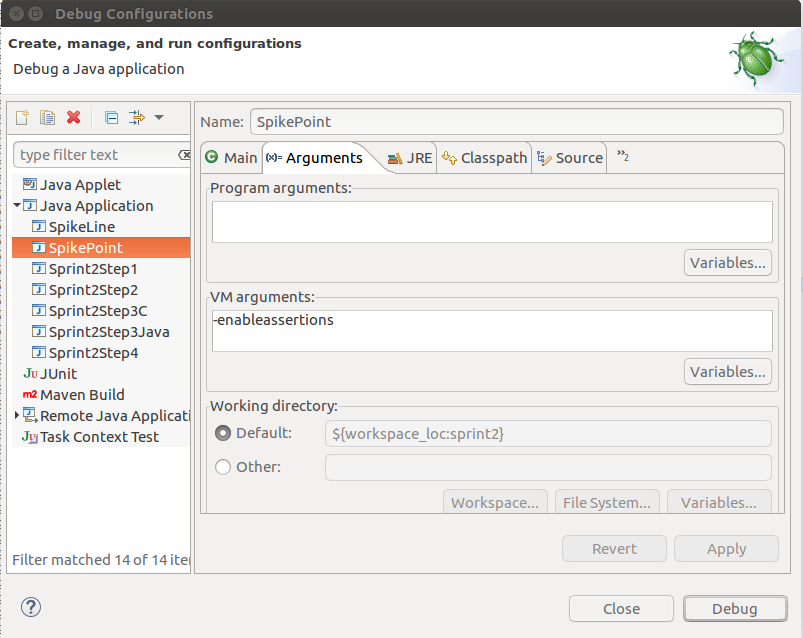 Debug Configurations
Create, manage, and run configurations
Debug a Java application
type filter text
Java Applet
Java Application
SpikeLine
SpikePoint
Sprint2Step1
Sprint2Step2
Sprint2Step3C
Sprint2Step3Java
Sprint2Step4
Ju JUnit
m2 Maven Build
Remote Java Applicati
Task Context Test
Filter matched 14 of 14 iter
Name: SpikePoint
Main (x)= Arguments JRE Classpath Source »2
Program arguments:
Variables...
VM arguments:
-enableassertions
Variables...
Working directory:
Default: ${workspace_loc:sprint2}
Other:
Workspace... File System... Variables...
Revert Apply
? Close Debug